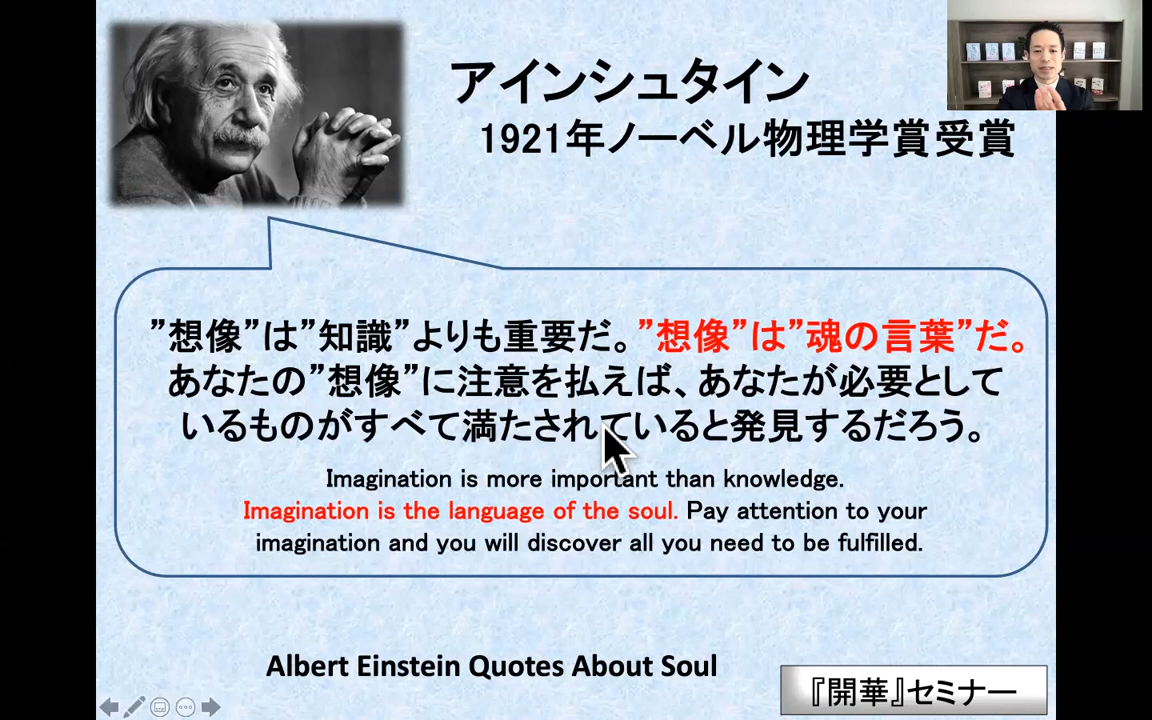 アインシュタイン
1921年ノーベル物理学賞受賞
”想像”は”知識”よりも重要だ。”想像”は”魂の言葉”だ。
あなたの”想像”に注意を払えば、あなたが必要として
いるものがすべて満たされていると発見するだろう。
Imagination is more important than knowledge.
Imagination is the language of the soul. Pay attention to your
imagination and you will discover all you need to be fulfilled.
Albert Einstein Quotes About Soul
『開華』セミナー